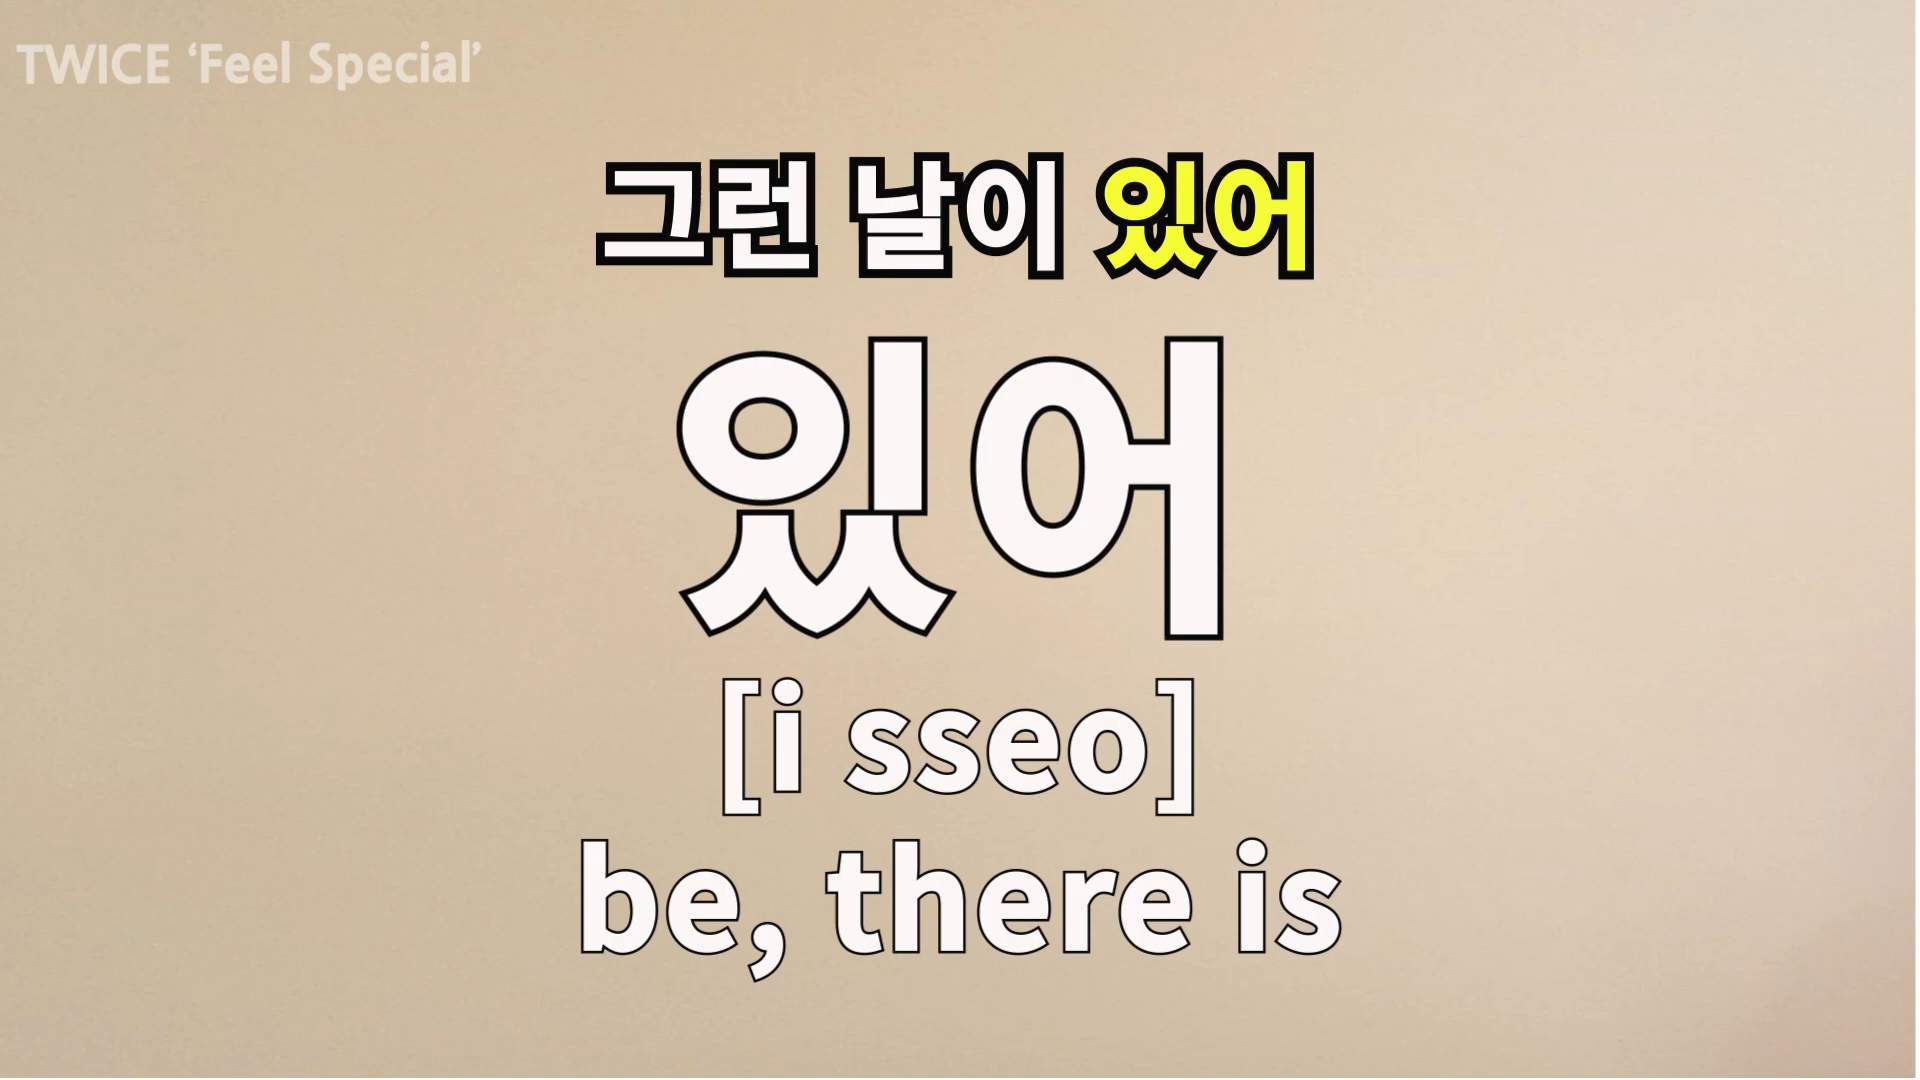 TWICE ‘Feel Special’
그런 날이 있어
있어
[i sseo]
be, there is